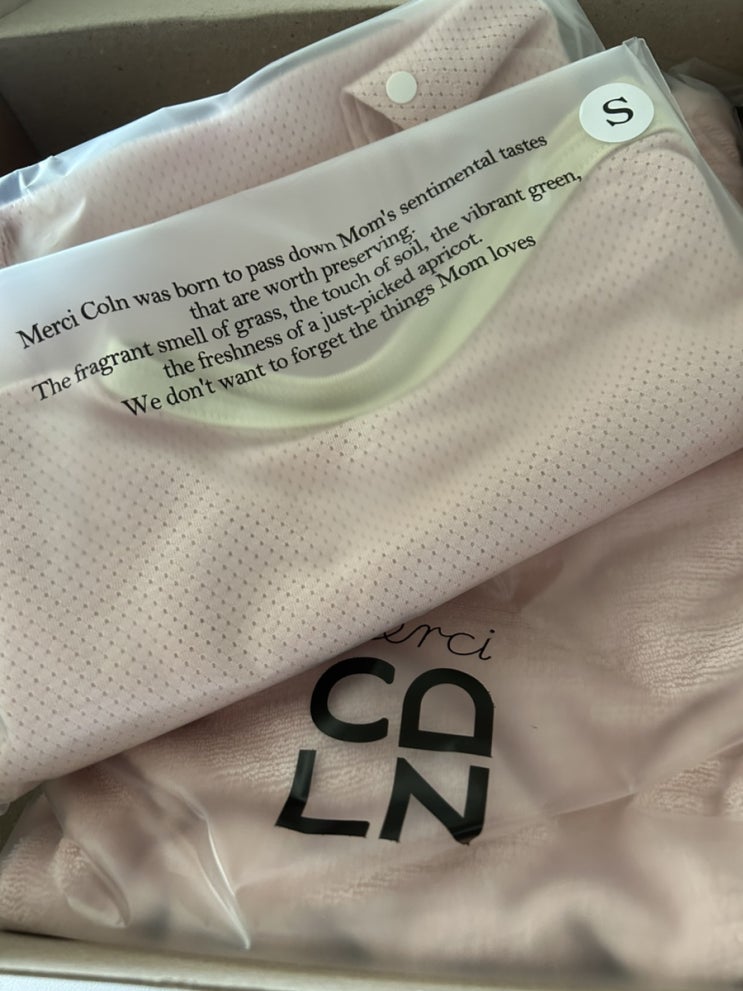 S
Merci Coln was born to pass down Mom's sentimental tastes
that are worth preserving.
The fragrant smell of grass, the touch of soil, the vibrant green,
the freshness of a just-picked apricot.
We don't want to forget the things Mom loves
erci
CO
LN